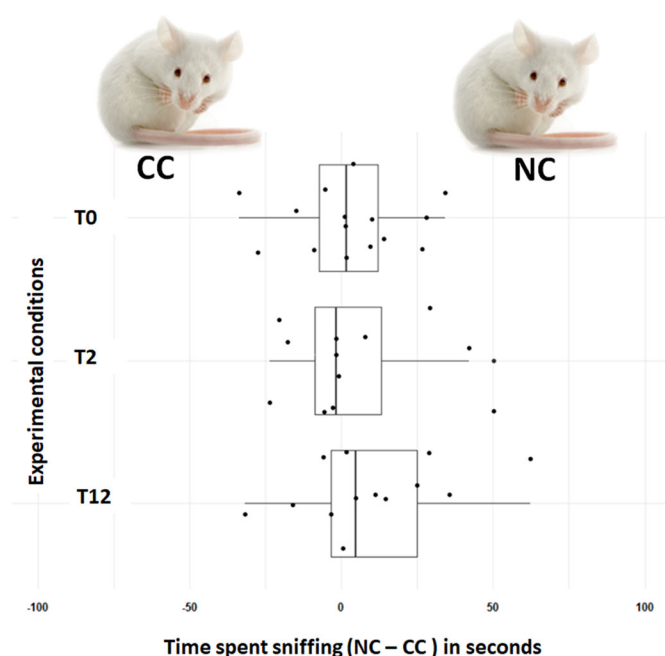 CC
NC
T0
T2
T12
Experimental conditions
-100 -50 0 50 100
Time spent sniffing (NC – CC ) in seconds